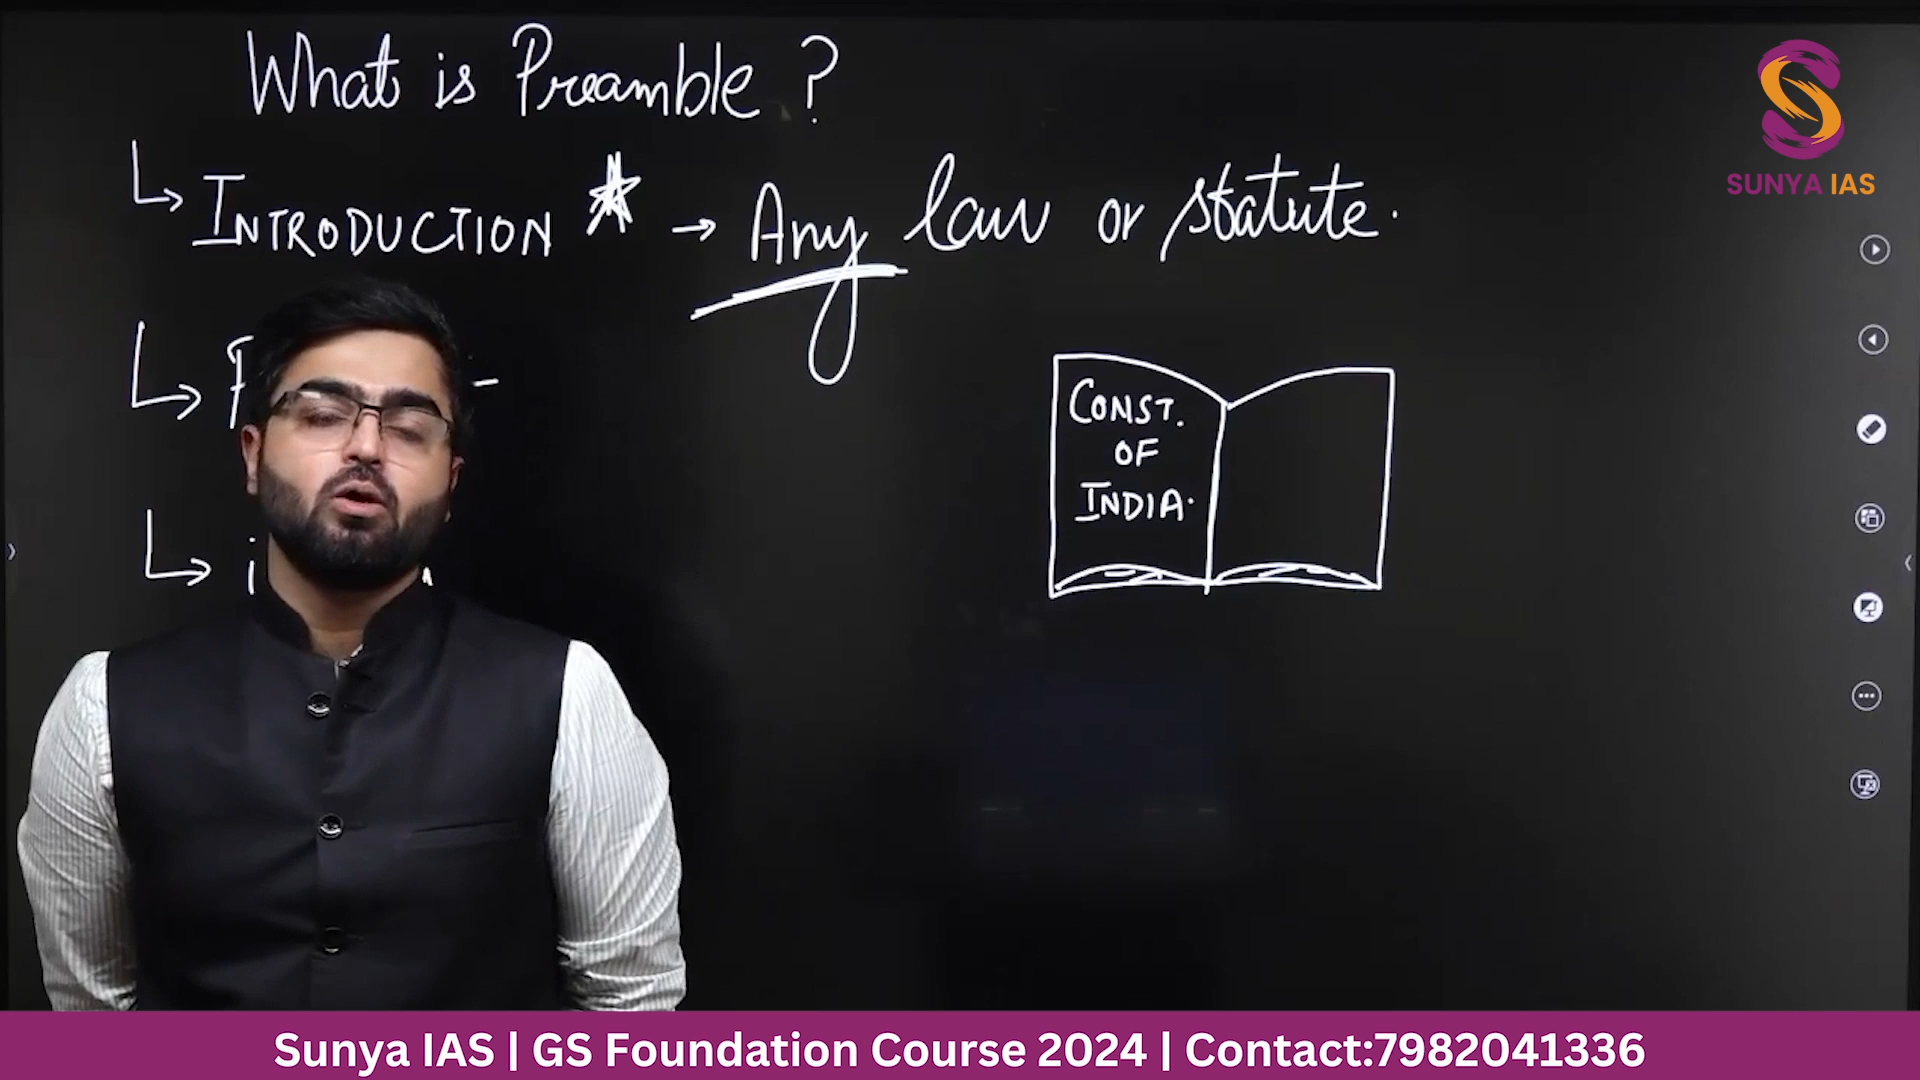 What is Preamble ?
INTRODUCTION → Any law or statute.
CONST.
OF
INDIA.
SUNYA IAS
Sunya IAS | GS Foundation Course 2024 | Contact:7982041336